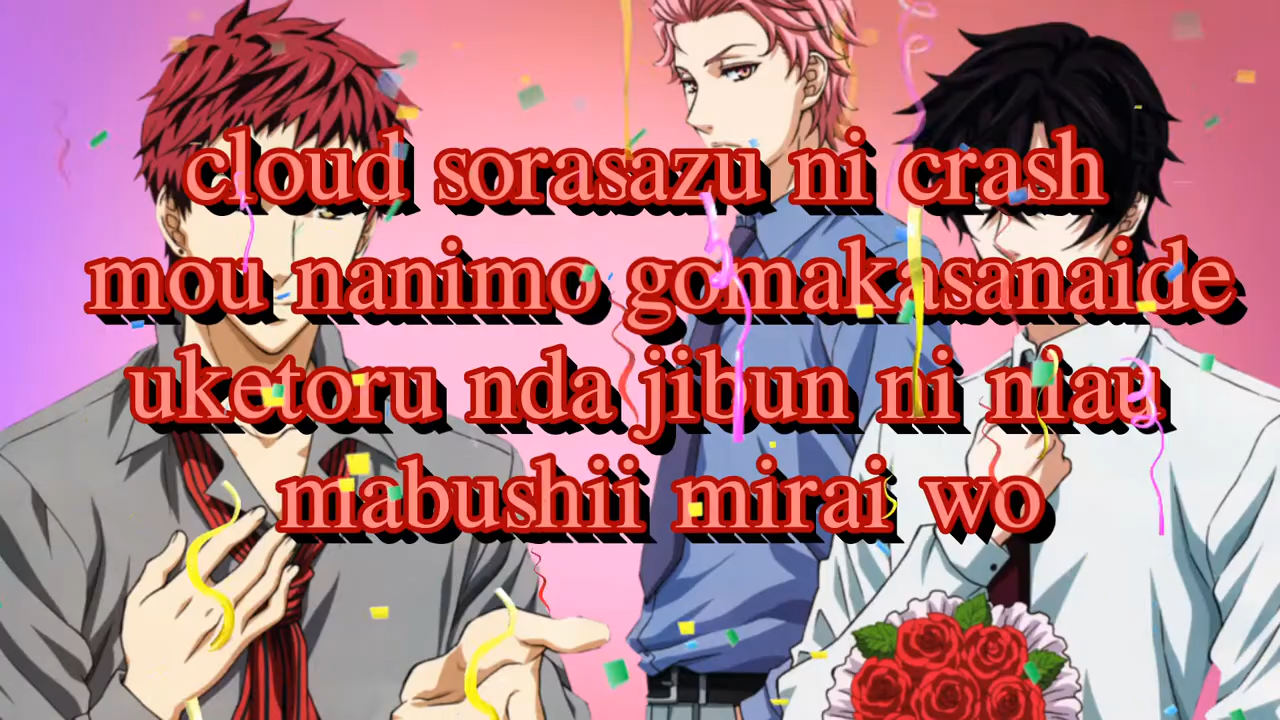 cloud sorasazu ni crash
mou nanimo gomakasanaide
uketoru nda jibun ni niau
mabushii mirai wo